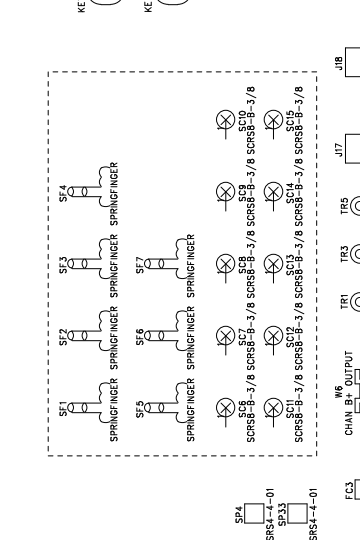 KE
KE
J18
J17
TR5
TR3
TR1
SF4
SPRINGFINGER
SF3
SPRINGFINGER
SF2
SPRINGFINGER
SF1
SPRINGFINGER
SF7
SPRINGFINGER
SF6
SPRINGFINGER
SF5
SPRINGFINGER
SC10
SCRS8-B-3/8
SC9
SCRS8-B-3/8
SC8
SCRS8-B-3/8
SC7
SCRS8-B-3/8
SC6
SCRS8-B-3/8
SC15
SCRS8-B-3/8
SC14
SCRS8-B-3/8
SC13
SCRS8-B-3/8
SC12
SCRS8-B-3/8
SC11
SCRS8-B-3/8
W6
CHAN B+ OUTPUT
FC3
SP4
SRS4-4-01
SP33
SRS4-4-01